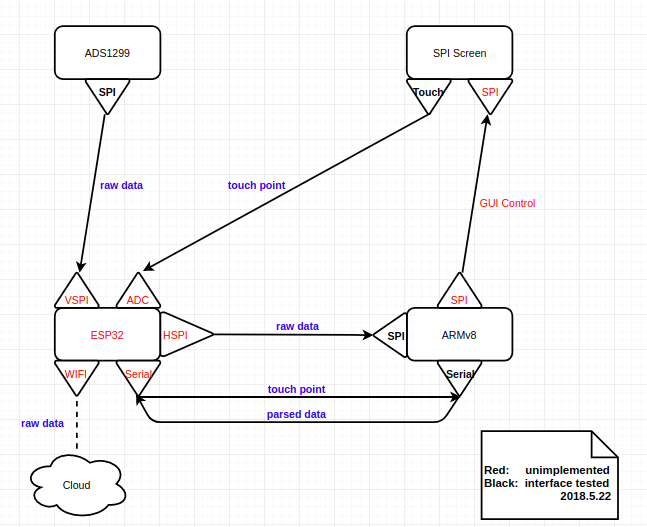 ADS1299
SPI Screen
SPI
Touch
SPI
raw data
touch point
GUI Control
VSPI
ADC
SPI
ESP32
HSPI
raw data
SPI
ARMv8
WIFI
Serial
Serial
touch point
raw data
parsed data
Cloud
Red: unimplemented
Black: interface tested
2018.5.22